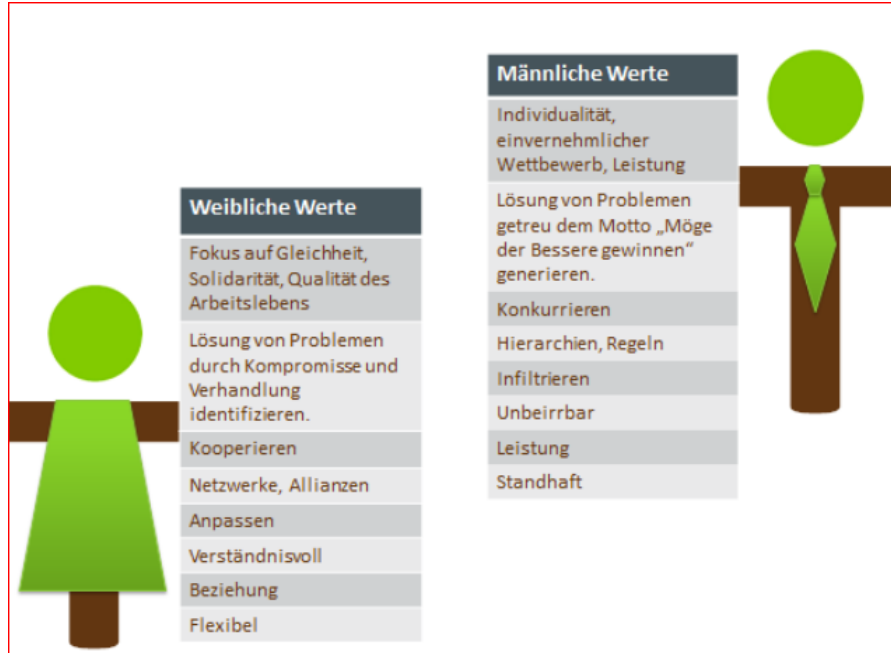 Weibliche Werte
Fokus auf Gleichheit,
Solidarität, Qualität des
Arbeitslebens
Lösung von Problemen
durch Kompromisse und
Verhandlung
identifizieren.
Kooperieren
Netzwerke, Allianzen
Anpassen
Verständnisvoll
Beziehung
Flexibel
Männliche Werte
Individualität,
einvernehmlicher
Wettbewerb, Leistung
Lösung von Problemen
getreu dem Motto „Möge
der Bessere gewinnen“
generieren.
Konkurrieren
Hierarchien, Regeln
Infiltrieren
Unbeirrbar
Leistung
Standhaft